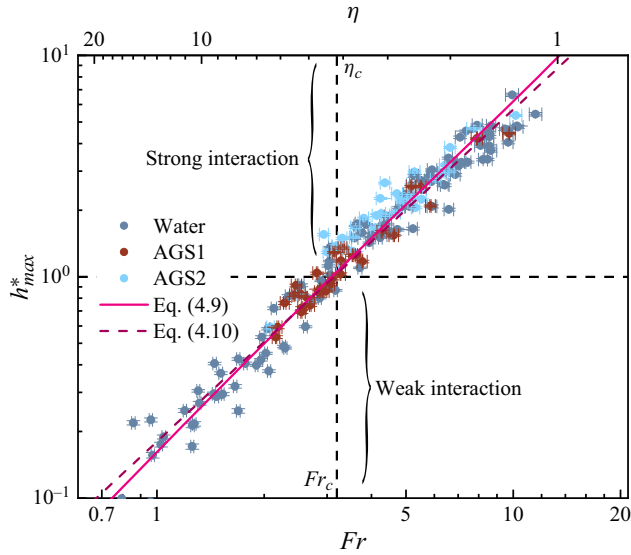 η
20 10 1
10¹
η_c
Strong interaction
Water
AGS1
AGS2
h*_max
10⁰
Eq. (4.9)
Eq. (4.10)
Weak interaction
Fr_c
10⁻¹
0.7 1 5 10 20
Fr